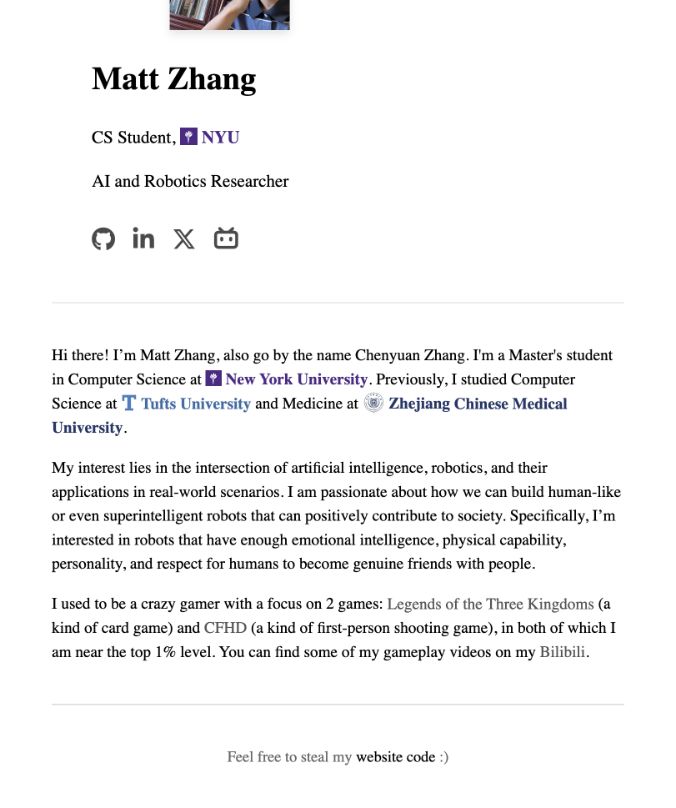 Matt Zhang
CS Student, NYU
AI and Robotics Researcher
Hi there! I’m Matt Zhang, also go by the name Chenyuan Zhang. I'm a Master's student
in Computer Science at New York University. Previously, I studied Computer
Science at Tufts University and Medicine at Zhejiang Chinese Medical
University.
My interest lies in the intersection of artificial intelligence, robotics, and their
applications in real-world scenarios. I am passionate about how we can build human-like
or even superintelligent robots that can positively contribute to society. Specifically, I’m
interested in robots that have enough emotional intelligence, physical capability,
personality, and respect for humans to become genuine friends with people.
I used to be a crazy gamer with a focus on 2 games: Legends of the Three Kingdoms (a
kind of card game) and CFHD (a kind of first-person shooting game), in both of which I
am near the top 1% level. You can find some of my gameplay videos on my Bilibili.
Feel free to steal my website code :)